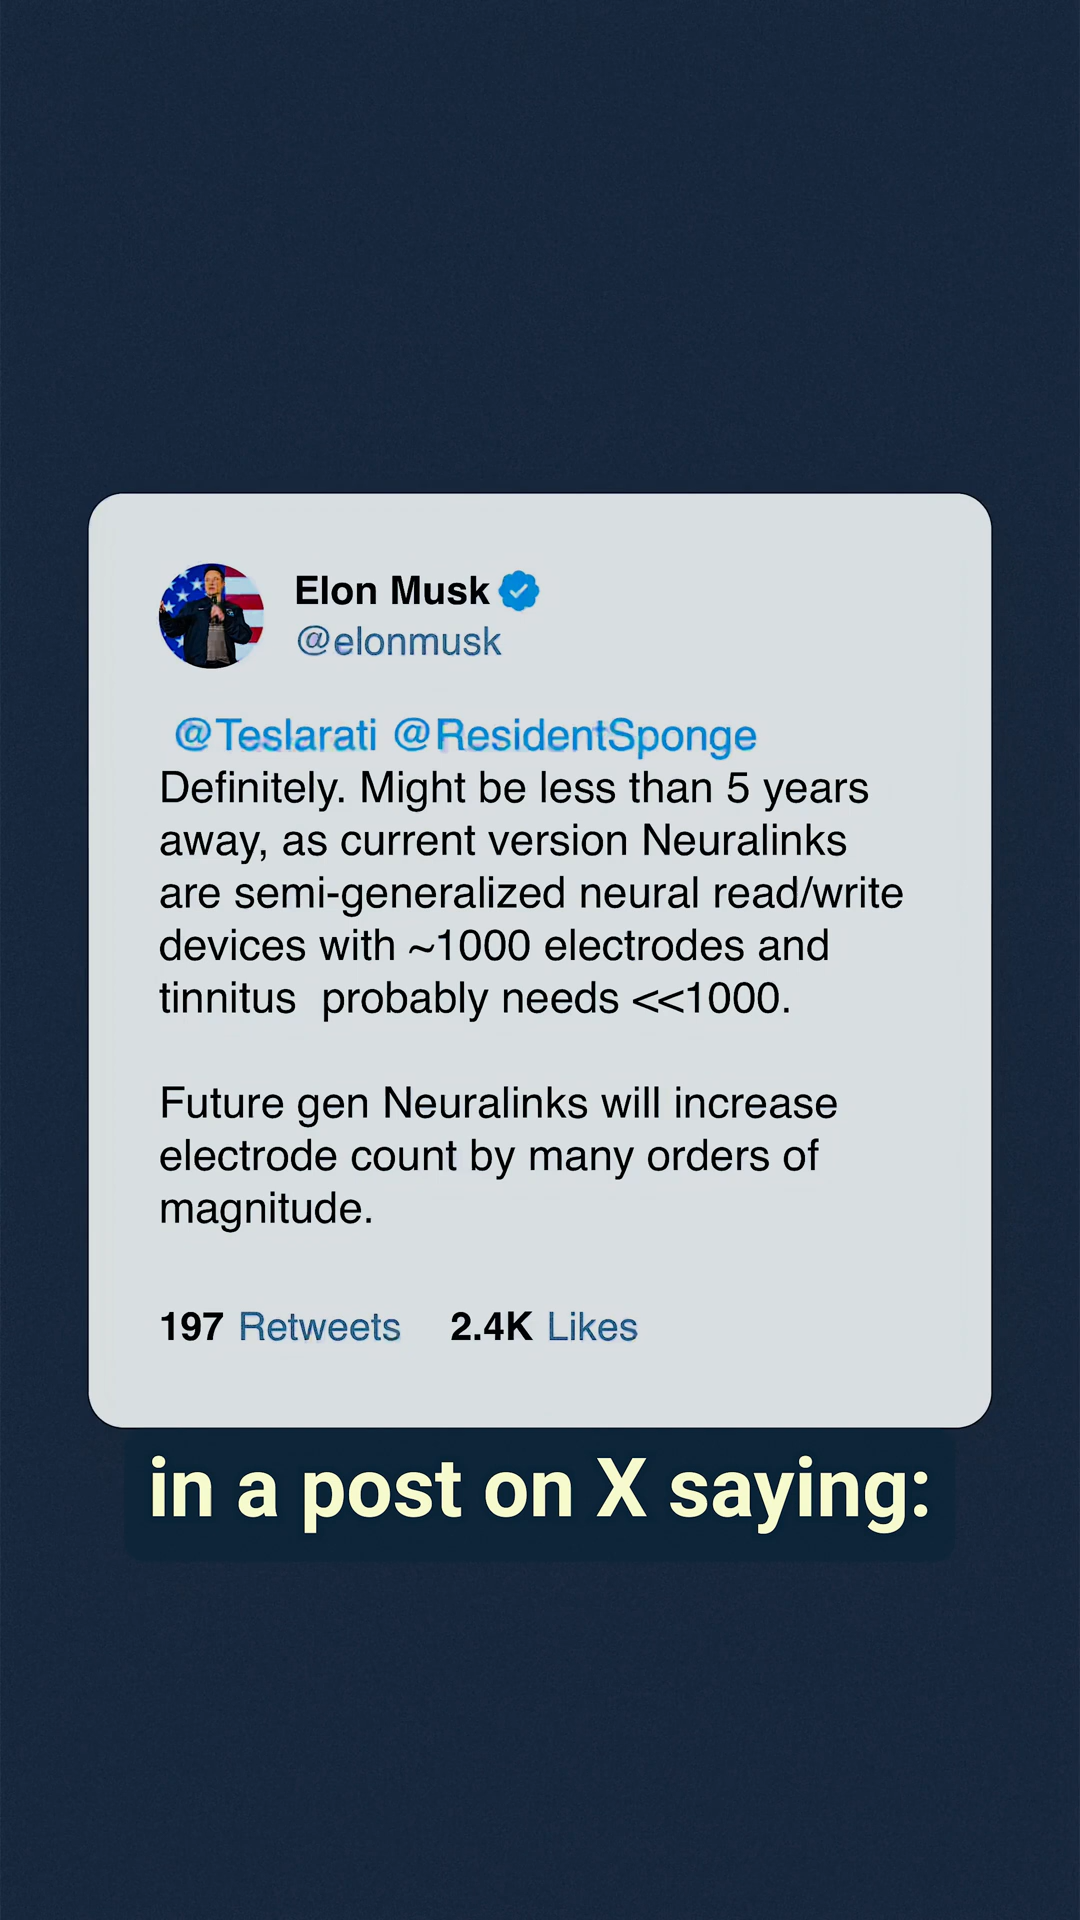 Elon Musk
@elonmusk
@Teslarati @ResidentSponge
Definitely. Might be less than 5 years
away, as current version Neuralinks
are semi-generalized neural read/write
devices with ~1000 electrodes and
tinnitus  probably needs <<1000.
Future gen Neuralinks will increase
electrode count by many orders of
magnitude.
197 Retweets 2.4K Likes
in a post on X saying: